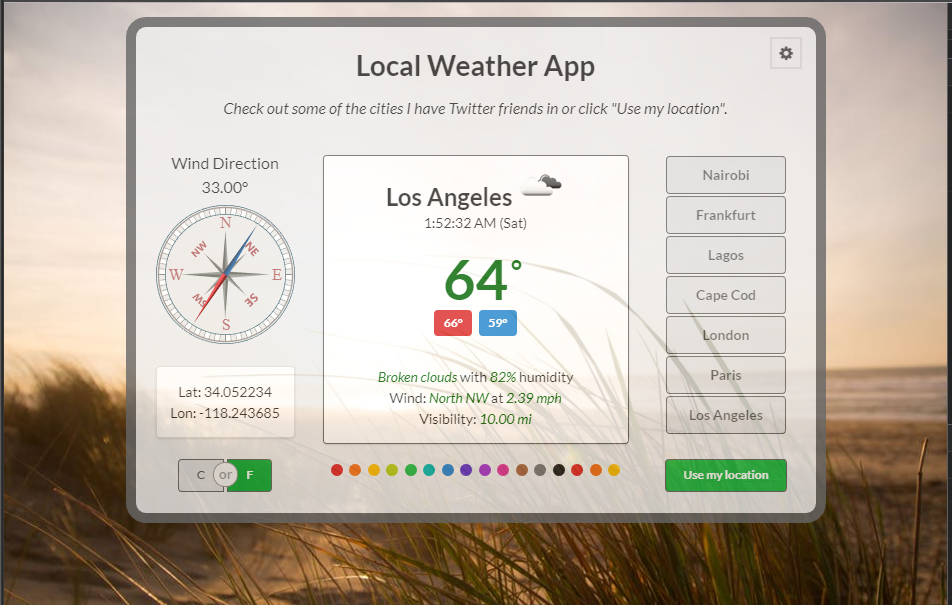 Local Weather App
Check out some of the cities I have Twitter friends in or click "Use my location".
Wind Direction
33.00°
N
NW
NE
W
E
SW
SE
S
Lat: 34.052234
Lon: -118.243685
C or F
Los Angeles
1:52:32 AM (Sat)
64°
66° 59°
Broken clouds with 82% humidity
Wind: North NW at 2.39 mph
Visibility: 10.00 mi
Nairobi
Frankfurt
Lagos
Cape Cod
London
Paris
Los Angeles
Use my location